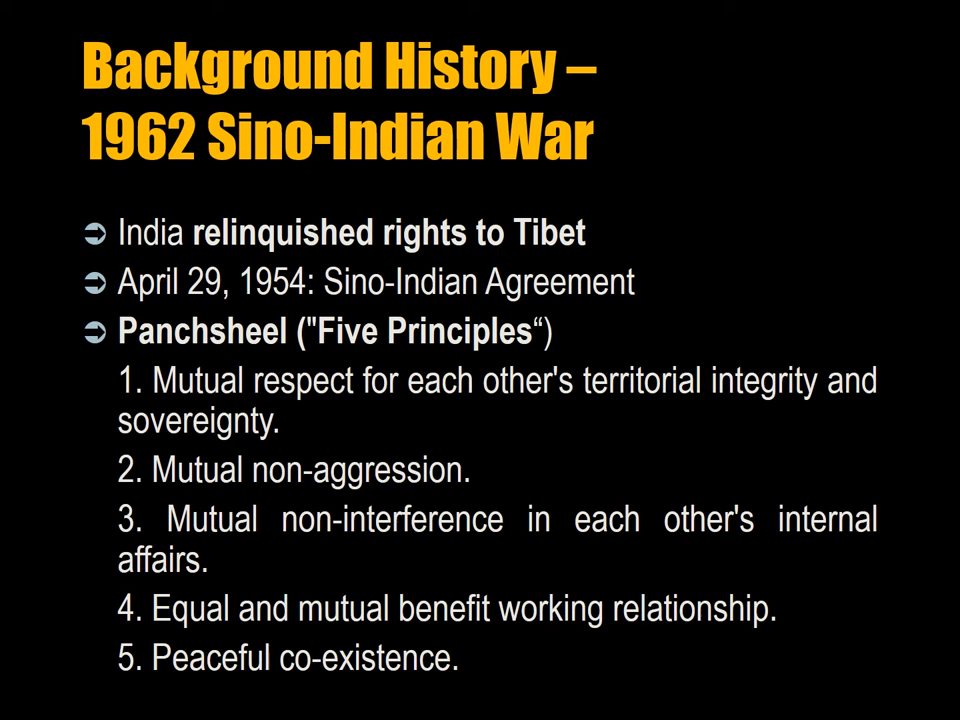 Background History –
1962 Sino-Indian War
➲ India relinquished rights to Tibet
➲ April 29, 1954: Sino-Indian Agreement
➲ Panchsheel ("Five Principles“)
1. Mutual respect for each other's territorial integrity and
sovereignty.
2. Mutual non-aggression.
3. Mutual non-interference in each other's internal
affairs.
4. Equal and mutual benefit working relationship.
5. Peaceful co-existence.